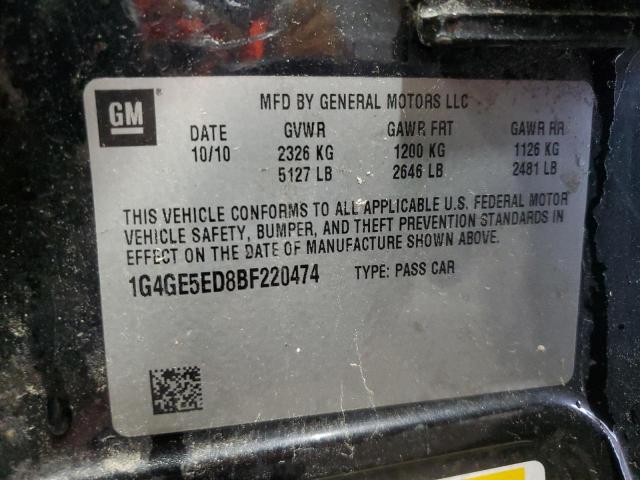 GM ®
MFD BY GENERAL MOTORS LLC
DATE GVWR GAWR FRT GAWR RR
10/10 2326 KG 1200 KG 1126 KG
5127 LB 2646 LB 2481 LB
THIS VEHICLE CONFORMS TO ALL APPLICABLE U.S. FEDERAL MOTOR
VEHICLE SAFETY, BUMPER, AND THEFT PREVENTION STANDARDS IN
EFFECT ON THE DATE OF MANUFACTURE SHOWN ABOVE.
1G4GE5ED8BF220474 TYPE: PASS CAR